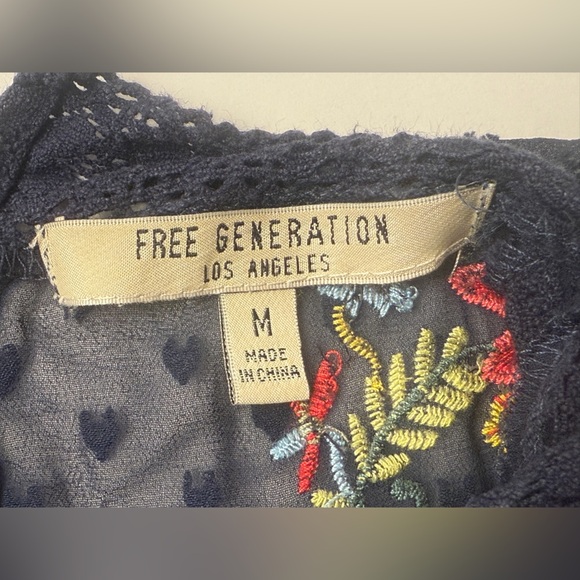 FREE GENERATION
LOS ANGELES
M
MADE
IN CHINA